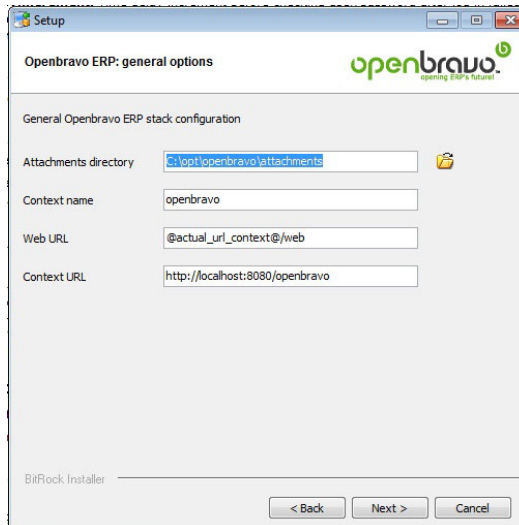 Setup
Openbravo ERP: general options
openbravo
opening ERP's future!
General Openbravo ERP stack configuration
Attachments directory C:\opt\openbravo\attachments
Context name openbravo
Web URL @actual_url_context@/web
Context URL http://localhost:8080/openbravo
BitRock Installer
< Back Next > Cancel